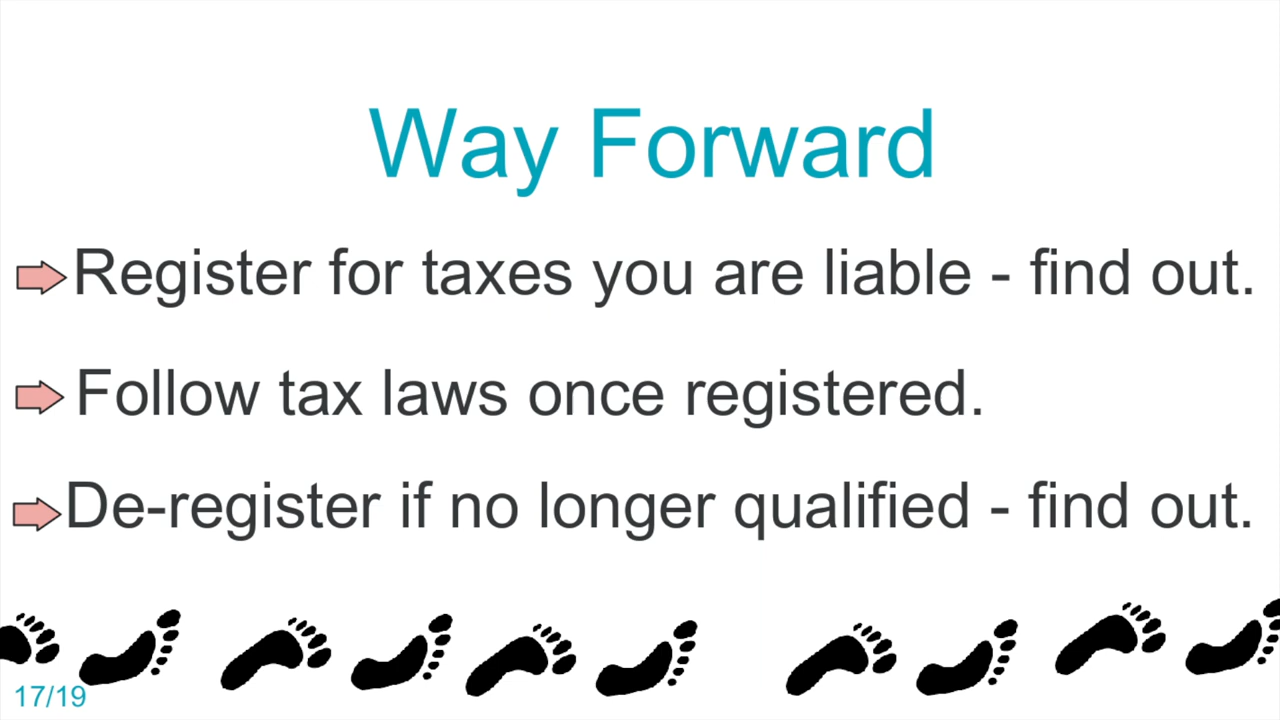 Way Forward
Register for taxes you are liable - find out.
Follow tax laws once registered.
De-register if no longer qualified - find out.
17/19